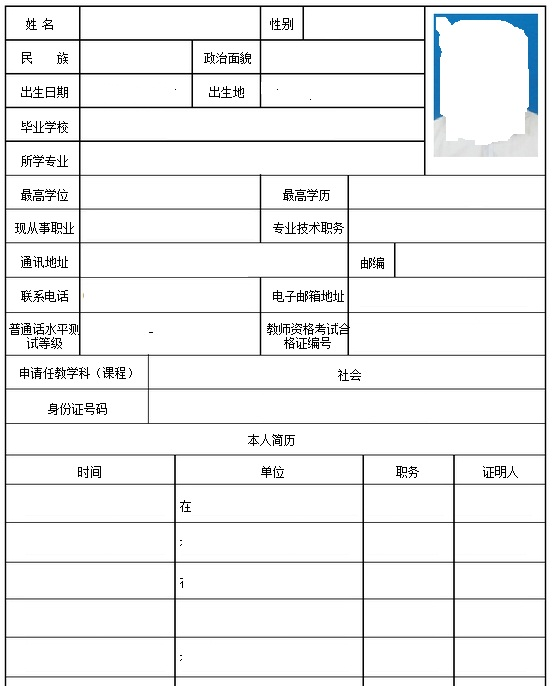 姓 名
性别
民 族
政治面貌
出生日期
出生地
毕业学校
所学专业
最高学位
最高学历
现从事职业
专业技术职务
通讯地址
邮编
联系电话
电子邮箱地址
普通话水平测
试等级
教师资格考试合
格证编号
申请任教学科（课程）
社会
身份证号码
本人简历
时间
单位
职务
证明人
在